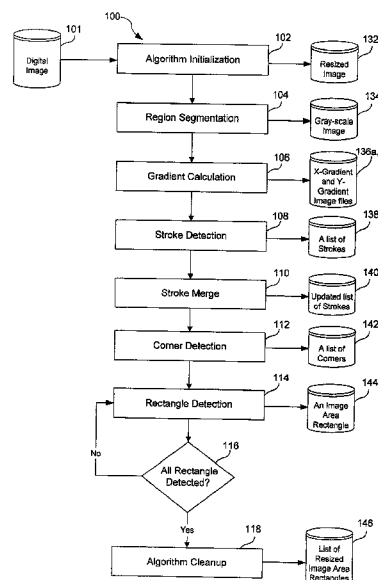 100
101
102
132
Digital
Image
Algorithm Initialization
Resized
Image
104
134
Region Segmentation
Gray-scale
Image
106
136a,
Gradient Calculation
X-Gradient
and Y-
Gradient
Image files
108
138
Stroke Detection
A list of
Strokes
110
140
Stroke Merge
Updated list
of Strokes
112
142
Corner Detection
A list of
Corners
114
144
Rectangle Detection
An Image
Area
Rectangle
116
No
All Rectangle
Detected?
Yes
118
146
Algorithm Cleanup
List of
Resized
Image Area
Rectangles